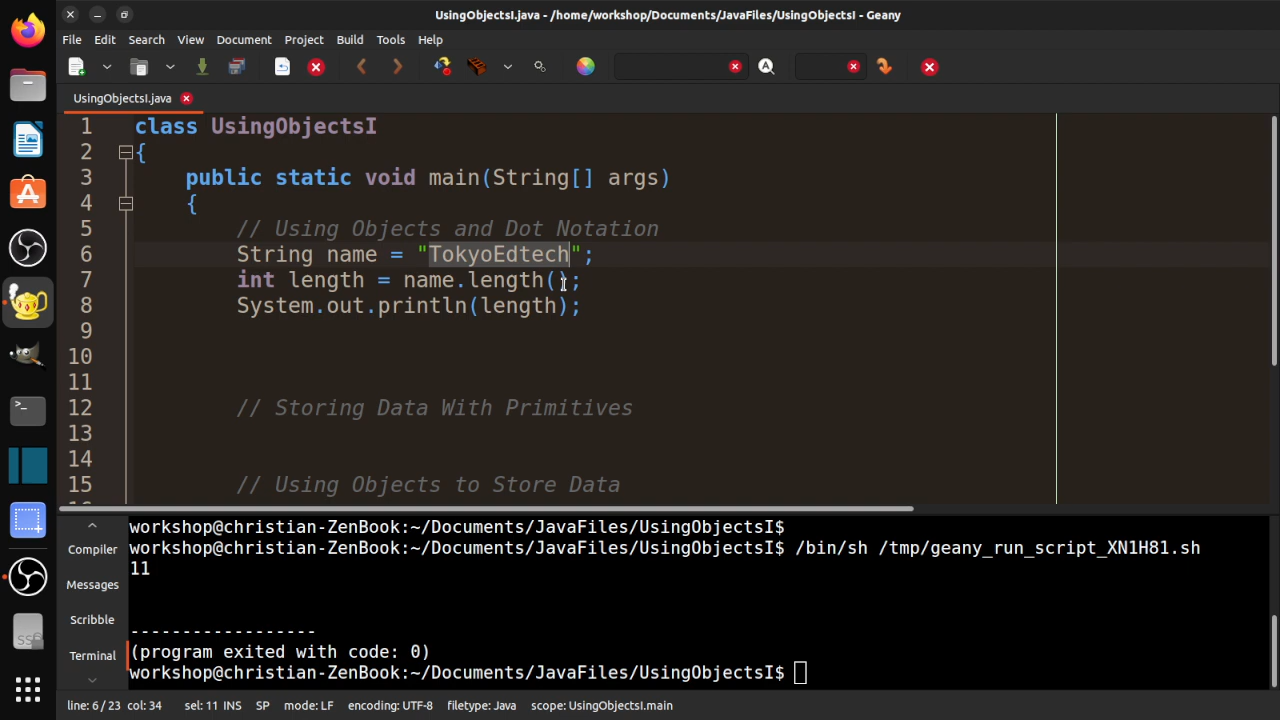 UsingObjectsI.java - /home/workshop/Documents/JavaFiles/UsingObjectsI - Geany
File Edit Search View Document Project Build Tools Help
UsingObjectsI.java
1 class UsingObjectsI
2 {
3 public static void main(String[] args)
4 {
5 // Using Objects and Dot Notation
6 String name = "TokyoEdtech";
7 int length = name.length();
8 System.out.println(length);
9
10
11
12 // Storing Data With Primitives
13
14
15 // Using Objects to Store Data
Compiler
Messages
Scribble
Terminal
workshop@christian-ZenBook:~/Documents/JavaFiles/UsingObjectsI$
workshop@christian-ZenBook:~/Documents/JavaFiles/UsingObjectsI$ /bin/sh /tmp/geany_run_script_XN1H81.sh
11
------------------
(program exited with code: 0)
workshop@christian-ZenBook:~/Documents/JavaFiles/UsingObjectsI$
line: 6 / 23 col: 34 sel: 11 INS SP mode: LF encoding: UTF-8 filetype: Java scope: UsingObjectsI.main